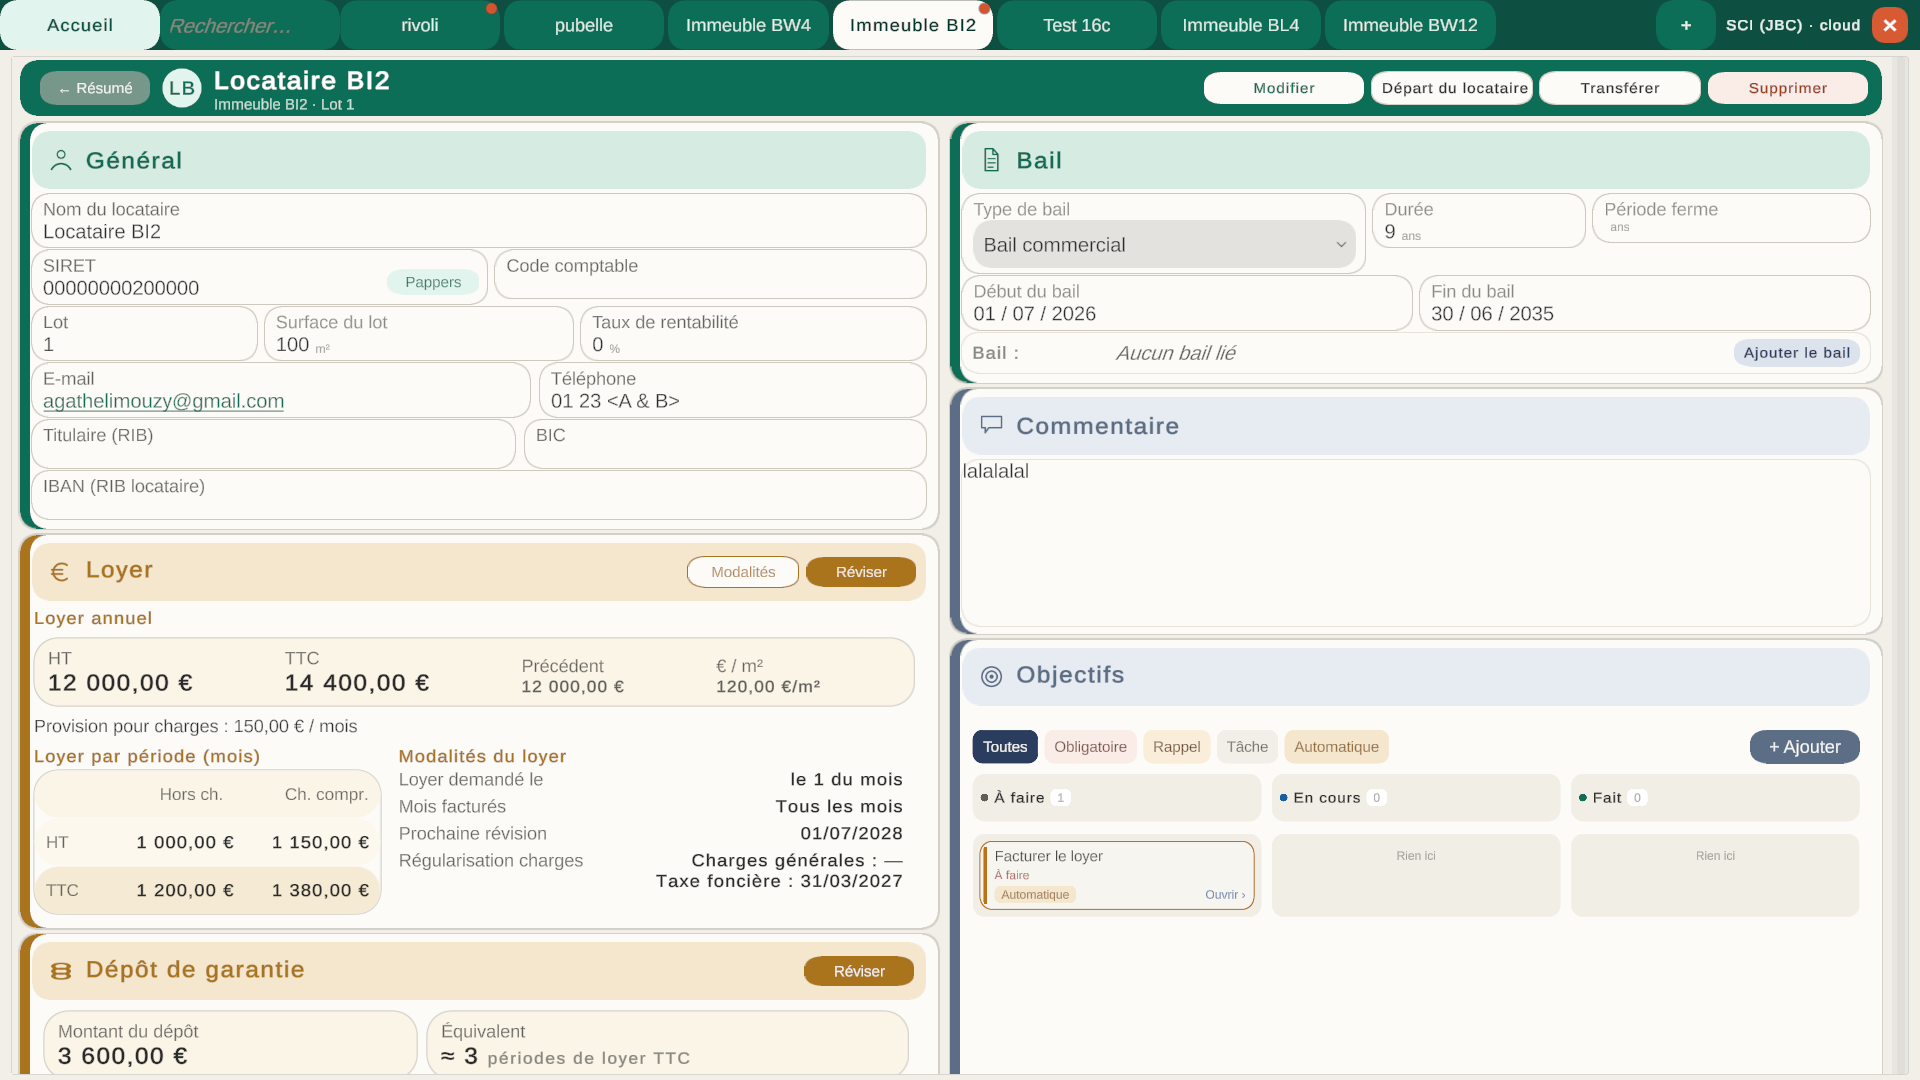 Accueil
Rechercher…
rivoli
pubelle
Immeuble BW4
Immeuble BI2
Test 16c
Immeuble BL4
Immeuble BW12
+
SCI (JBC) · cloud
×
← Résumé
LB
Locataire BI2
Immeuble BI2 · Lot 1
Modifier
Départ du locataire
Transférer
Supprimer
Général
Nom du locataire
Locataire BI2
SIRET
00000000200000
Pappers
Code comptable
Lot
1
Surface du lot
100 m²
Taux de rentabilité
0 %
E-mail
agathelimouzy@gmail.com
Téléphone
01 23 <A & B>
Titulaire (RIB)
BIC
IBAN (RIB locataire)
€ Loyer
Modalités
Réviser
Loyer annuel
HT
12 000,00 €
TTC
14 400,00 €
Précédent
12 000,00 €
€ / m²
120,00 €/m²
Provision pour charges : 150,00 € / mois
Loyer par période (mois)
Hors ch. Ch. compr.
HT 1 000,00 € 1 150,00 €
TTC 1 200,00 € 1 380,00 €
Modalités du loyer
Loyer demandé le le 1 du mois
Mois facturés Tous les mois
Prochaine révision 01/07/2028
Régularisation charges Charges générales : —
Taxe foncière : 31/03/2027
Dépôt de garantie
Réviser
Montant du dépôt
3 600,00 €
Équivalent
≈ 3 périodes de loyer TTC
Bail
Type de bail
Bail commercial
Durée
9 ans
Période ferme
ans
Début du bail
01 / 07 / 2026
Fin du bail
30 / 06 / 2035
Bail : Aucun bail lié
Ajouter le bail
Commentaire
lalalalal
Objectifs
Toutes
Obligatoire
Rappel
Tâche
Automatique
+ Ajouter
À faire 1
En cours 0
Fait 0
Facturer le loyer
À faire
Automatique
Ouvrir ›
Rien ici
Rien ici